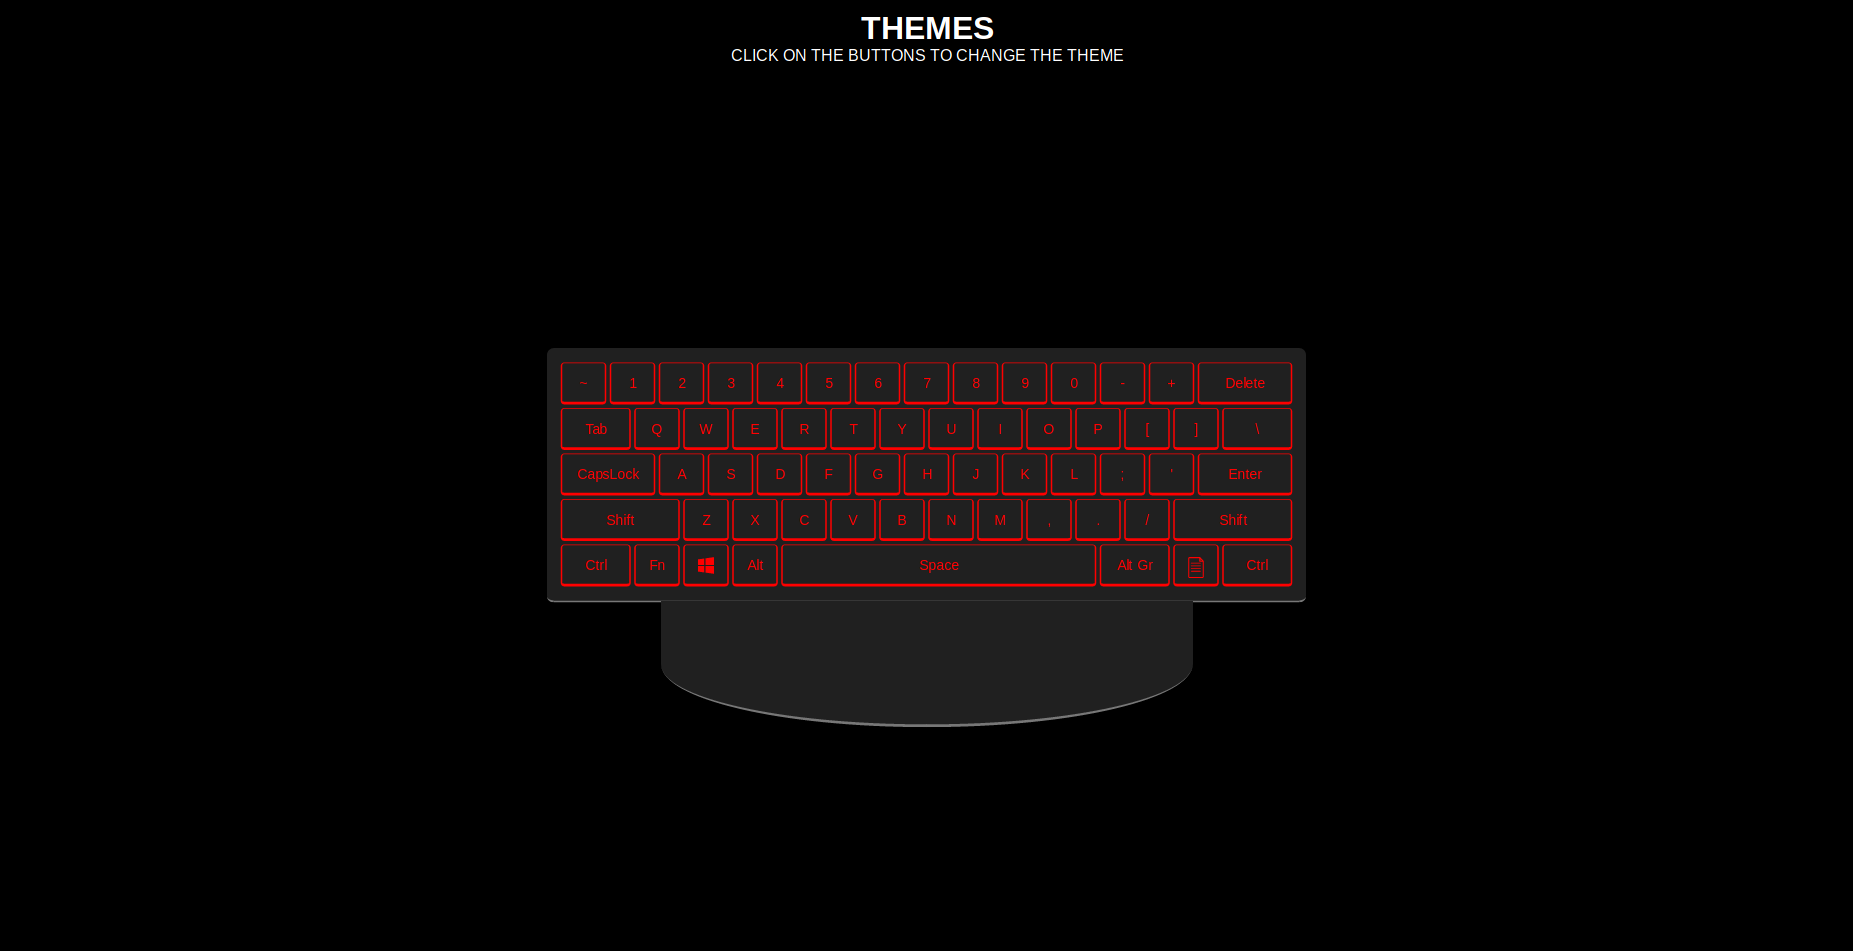 THEMES
CLICK ON THE BUTTONS TO CHANGE THE THEME
~ 1 2 3 4 5 6 7 8 9 0 - + Delete
Tab Q W E R T Y U I O P [ ] \
CapsLock A S D F G H J K L ; ' Enter
Shift Z X C V B N M , . / Shift
Ctrl Fn Alt Space Alt Gr Ctrl